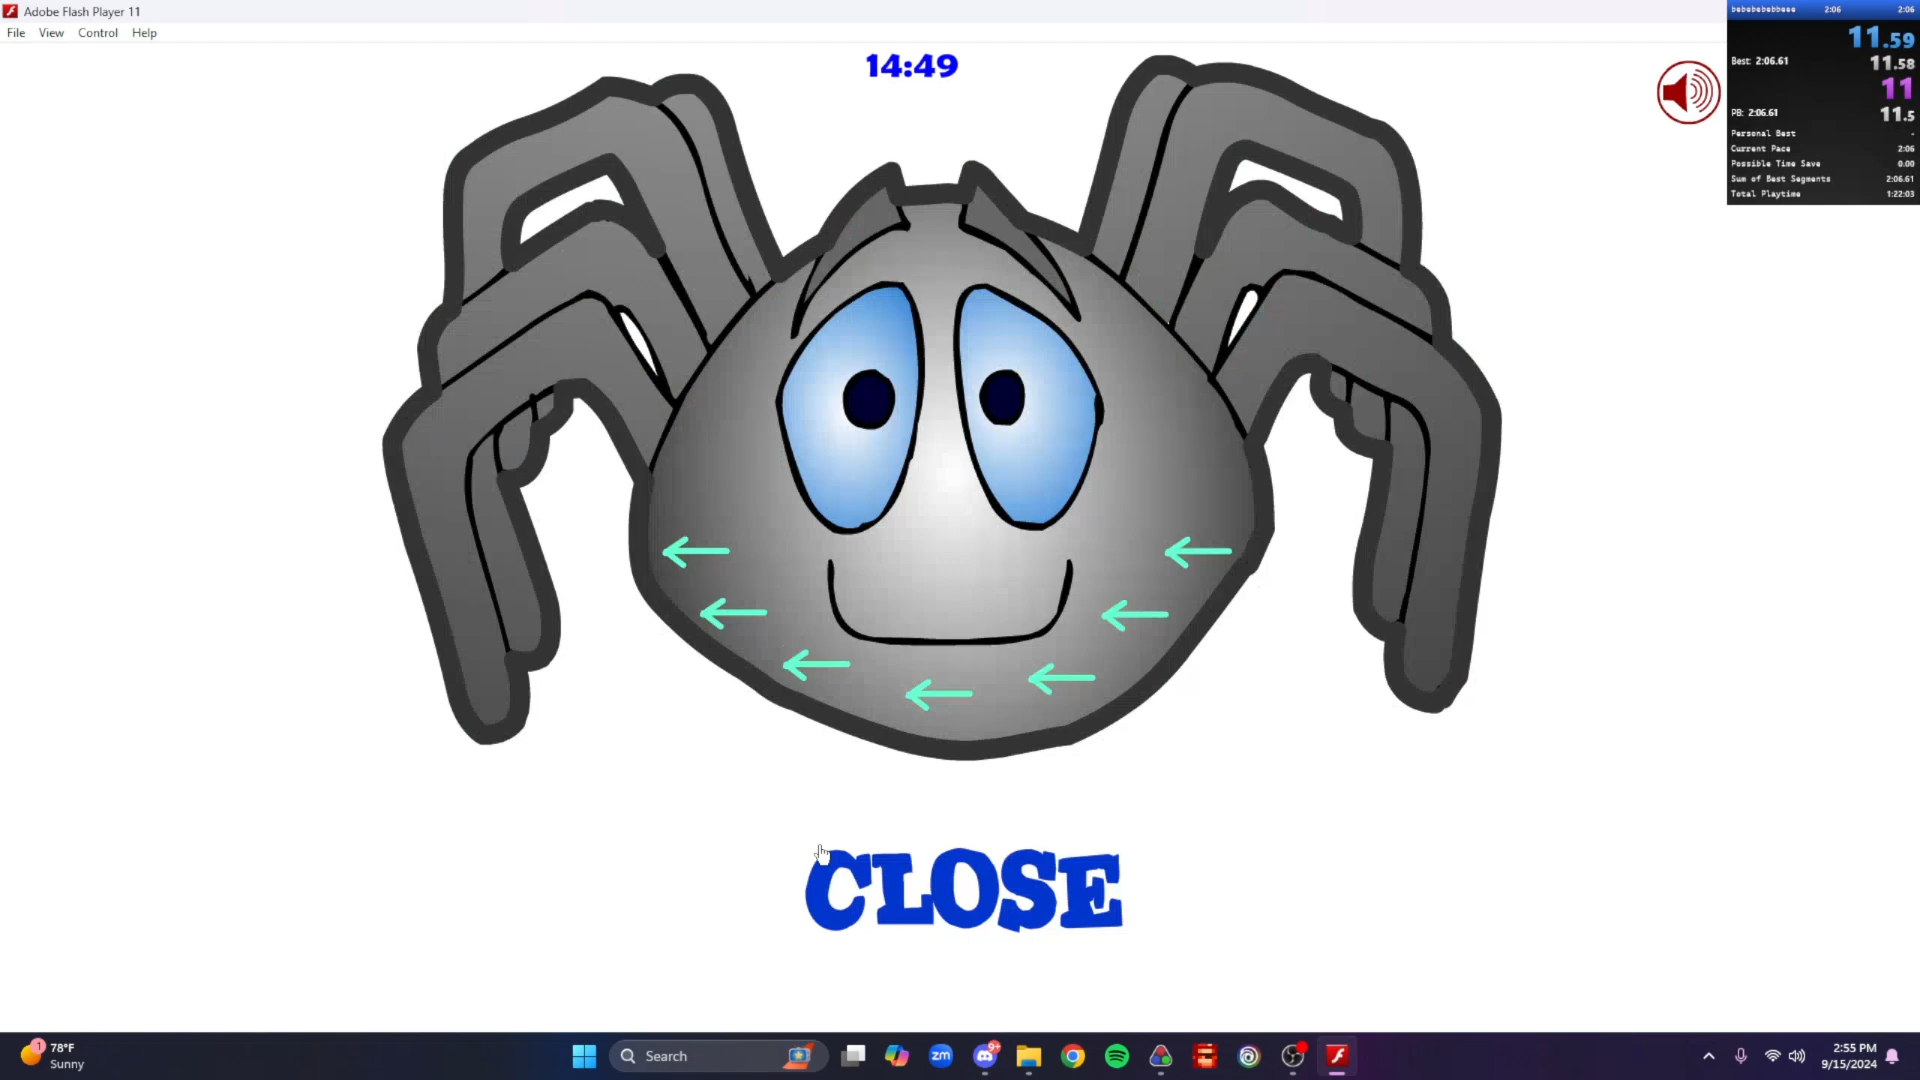 Adobe Flash Player 11
File View Control Help
14:49
2:06 2:06
11.59
Best: 2:06.61 11.58
11
PB: 2:06.61 11.5
Personal Best -
Current Pace 2:06
Possible Time Save 0.00
Sum of Best Segments 2:06.61
Total Playtime 1:22:03
CLOSE
1
78°F
Sunny
Search
zm
9+
2:55 PM
9/15/2024